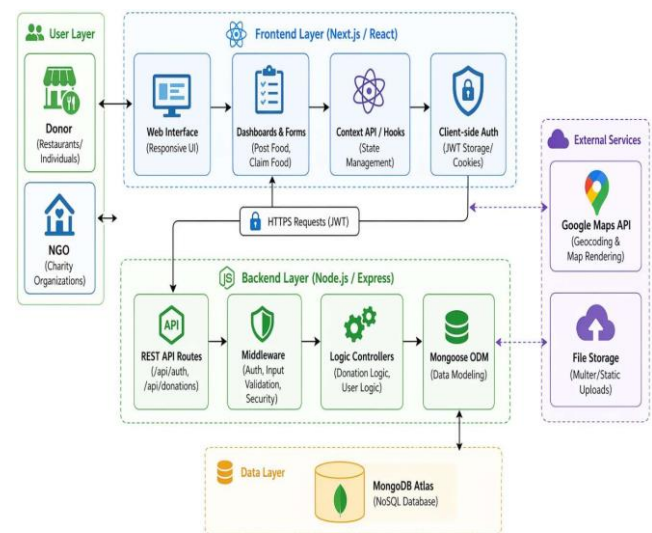 User Layer
Donor
(Restaurants/
Individuals)
NGO
(Charity
Organizations)
Frontend Layer (Next.js / React)
Web Interface
(Responsive UI)
Dashboards & Forms
(Post Food,
Claim Food)
Context API / Hooks
(State
Management)
Client-side Auth
(JWT Storage/
Cookies)
HTTPS Requests (JWT)
External Services
Google Maps API
(Geocoding &
Map Rendering)
File Storage
(Multer/Static
Uploads)
JS
Backend Layer (Node.js / Express)
API
REST API Routes
(/api/auth,
/api/donations)
Middleware
(Auth, Input
Validation,
Security)
Logic Controllers
(Donation Logic,
User Logic)
Mongoose ODM
(Data Modeling)
Data Layer
MongoDB Atlas
(NoSQL Database)